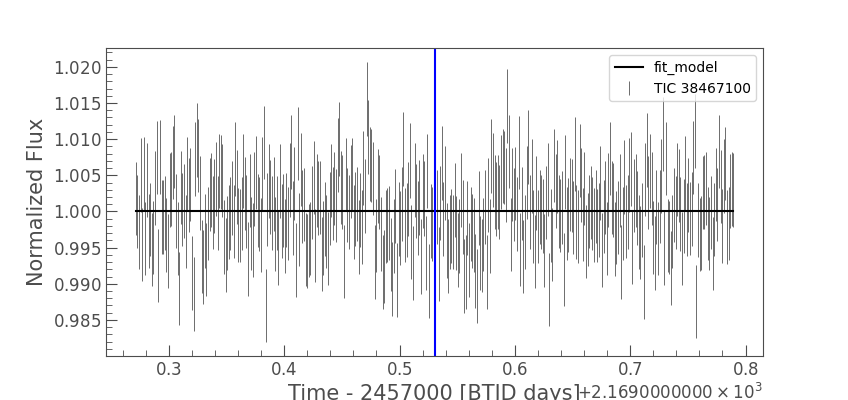 1.020
1.015
1.010
1.005
1.000
0.995
0.990
0.985
Normalized Flux
fit_model
TIC 38467100
0.3 0.4 0.5 0.6 0.7 0.8
Time - 2457000 [BTJD days]
+2.1690000000 × 10³